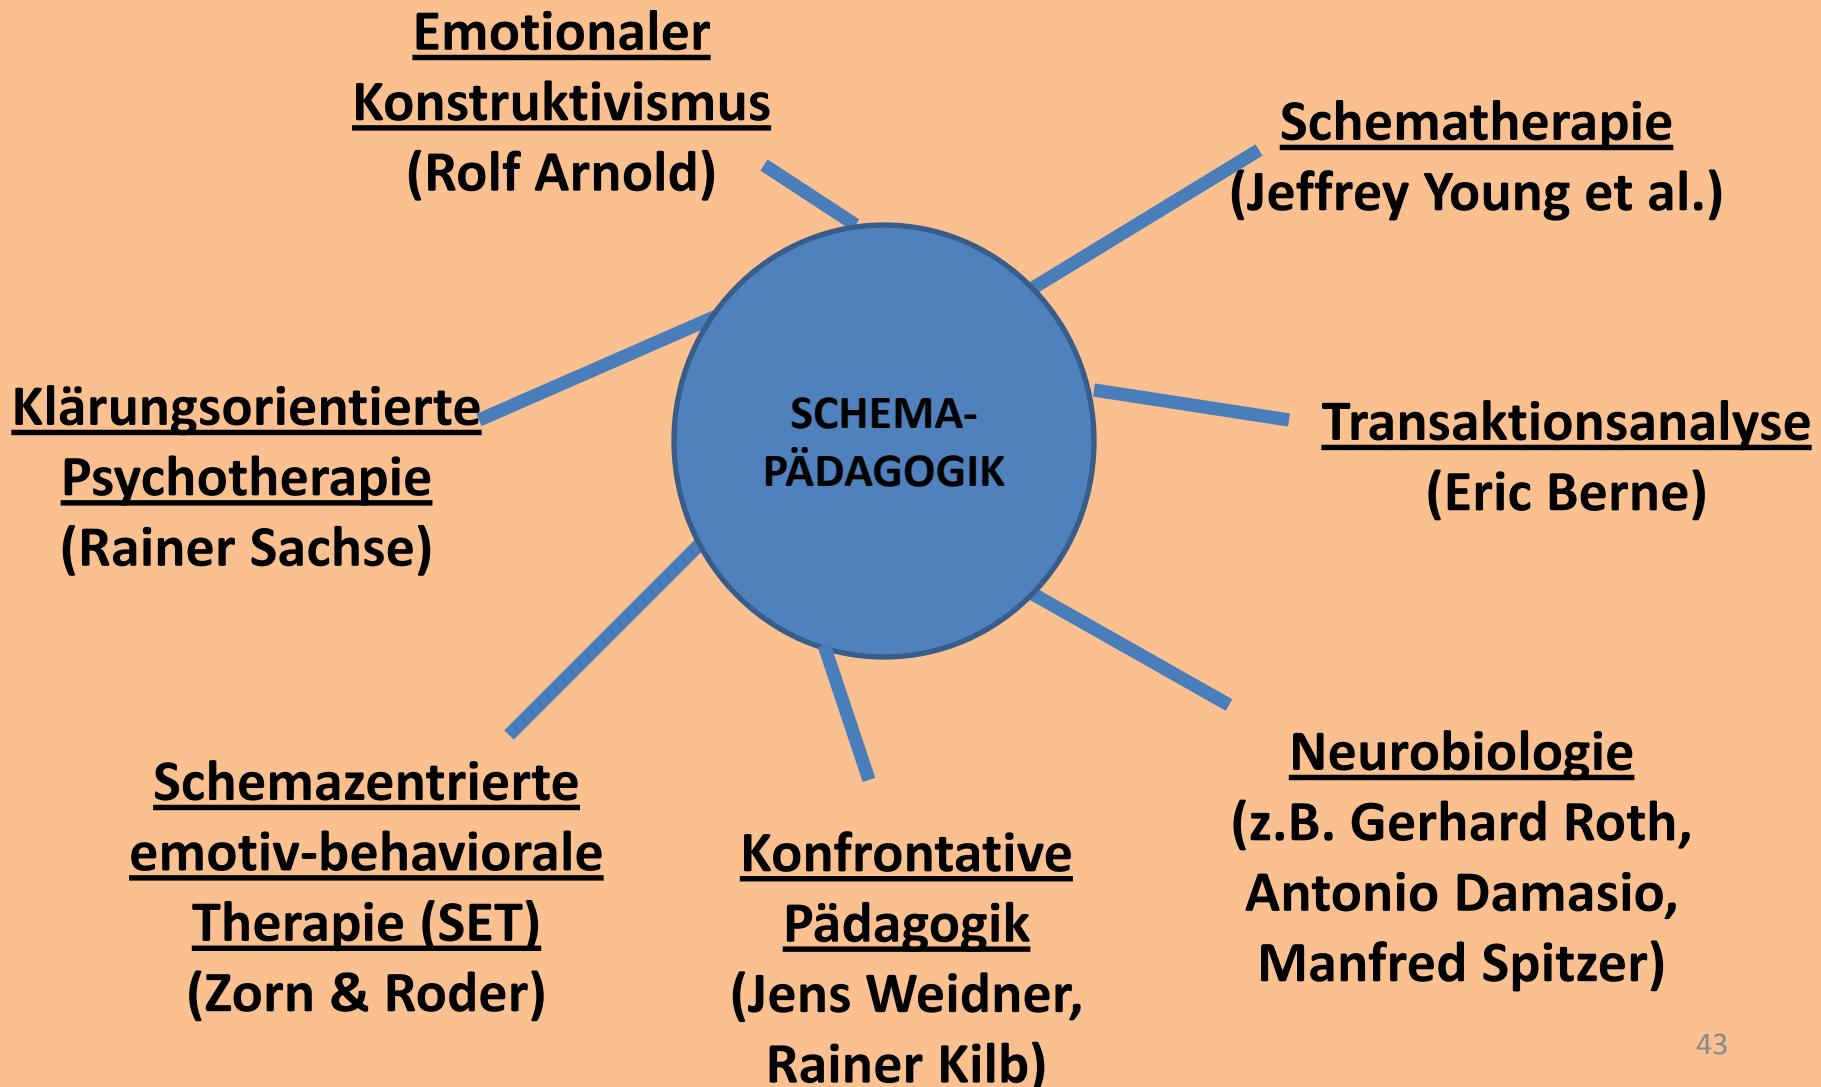 Emotionaler
Konstruktivismus
(Rolf Arnold)
Schematherapie
(Jeffrey Young et al.)
Klärungsorientierte
Psychotherapie
(Rainer Sachse)
SCHEMA-
PÄDAGOGIK
Transaktionsanalyse
(Eric Berne)
Schemazentrierte
emotiv-behaviorale
Therapie (SET)
(Zorn & Roder)
Konfrontative
Pädagogik
(Jens Weidner,
Rainer Kilb)
Neurobiologie
(z.B. Gerhard Roth,
Antonio Damasio,
Manfred Spitzer)
43